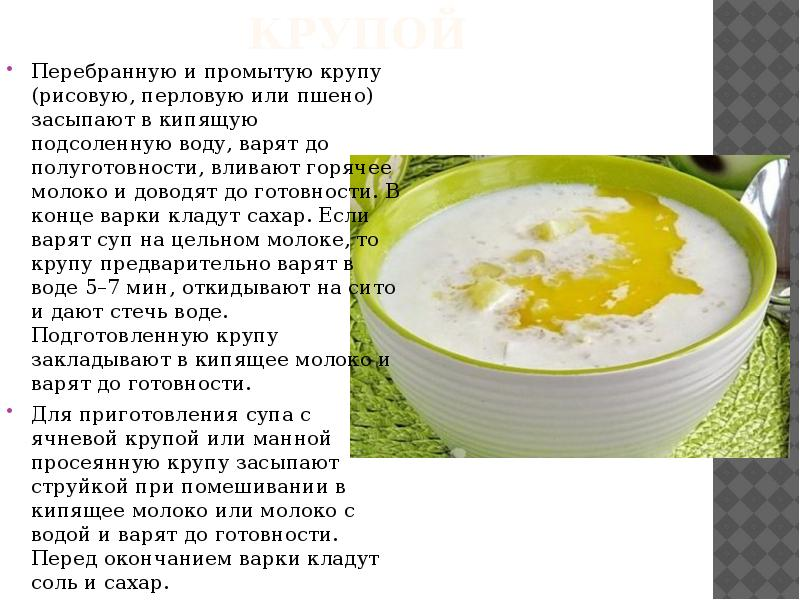 КРУПОЙ
• Перебранную и промытую крупу
(рисовую, перловую или пшено)
засыпают в кипящую
подсоленную воду, варят до
полуготовности, вливают горячее
молоко и доводят до готовности. В
конце варки кладут сахар. Если
варят суп на цельном молоке, то
крупу предварительно варят в
воде 5–7 мин, откидывают на сито
и дают стечь воде.
Подготовленную крупу
закладывают в кипящее молоко и
варят до готовности.
• Для приготовления супа с
ячневой крупой или манной
просеянную крупу засыпают
струйкой при помешивании в
кипящее молоко или молоко с
водой и варят до готовности.
Перед окончанием варки кладут
соль и сахар.